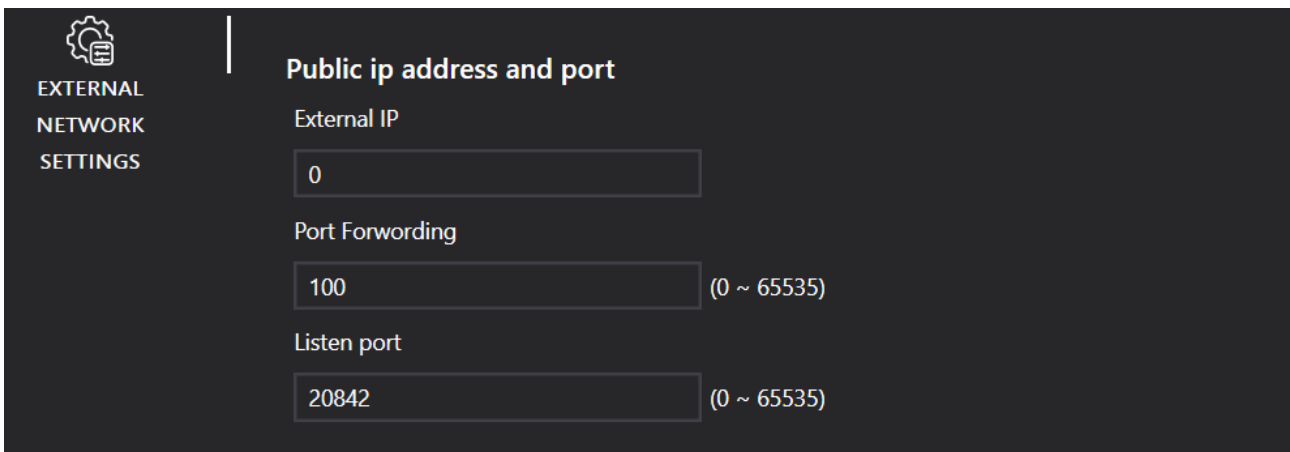 EXTERNAL
NETWORK
SETTINGS
Public ip address and port
External IP
0
Port Forwording
100 (0 ~ 65535)
Listen port
20842 (0 ~ 65535)